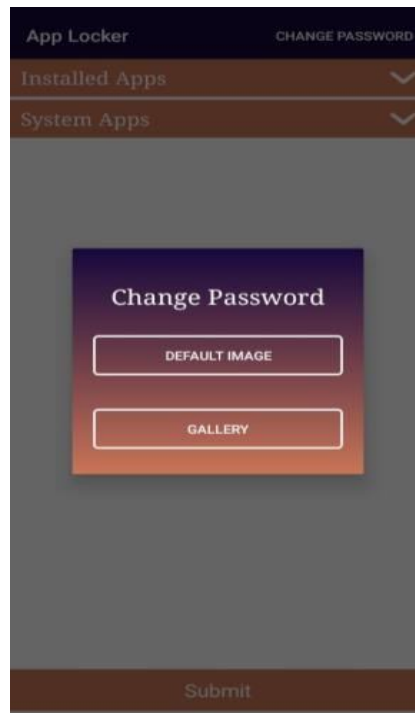 App Locker CHANGE PASSWORD
Installed Apps
System Apps
Change Password
DEFAULT IMAGE
GALLERY
Submit